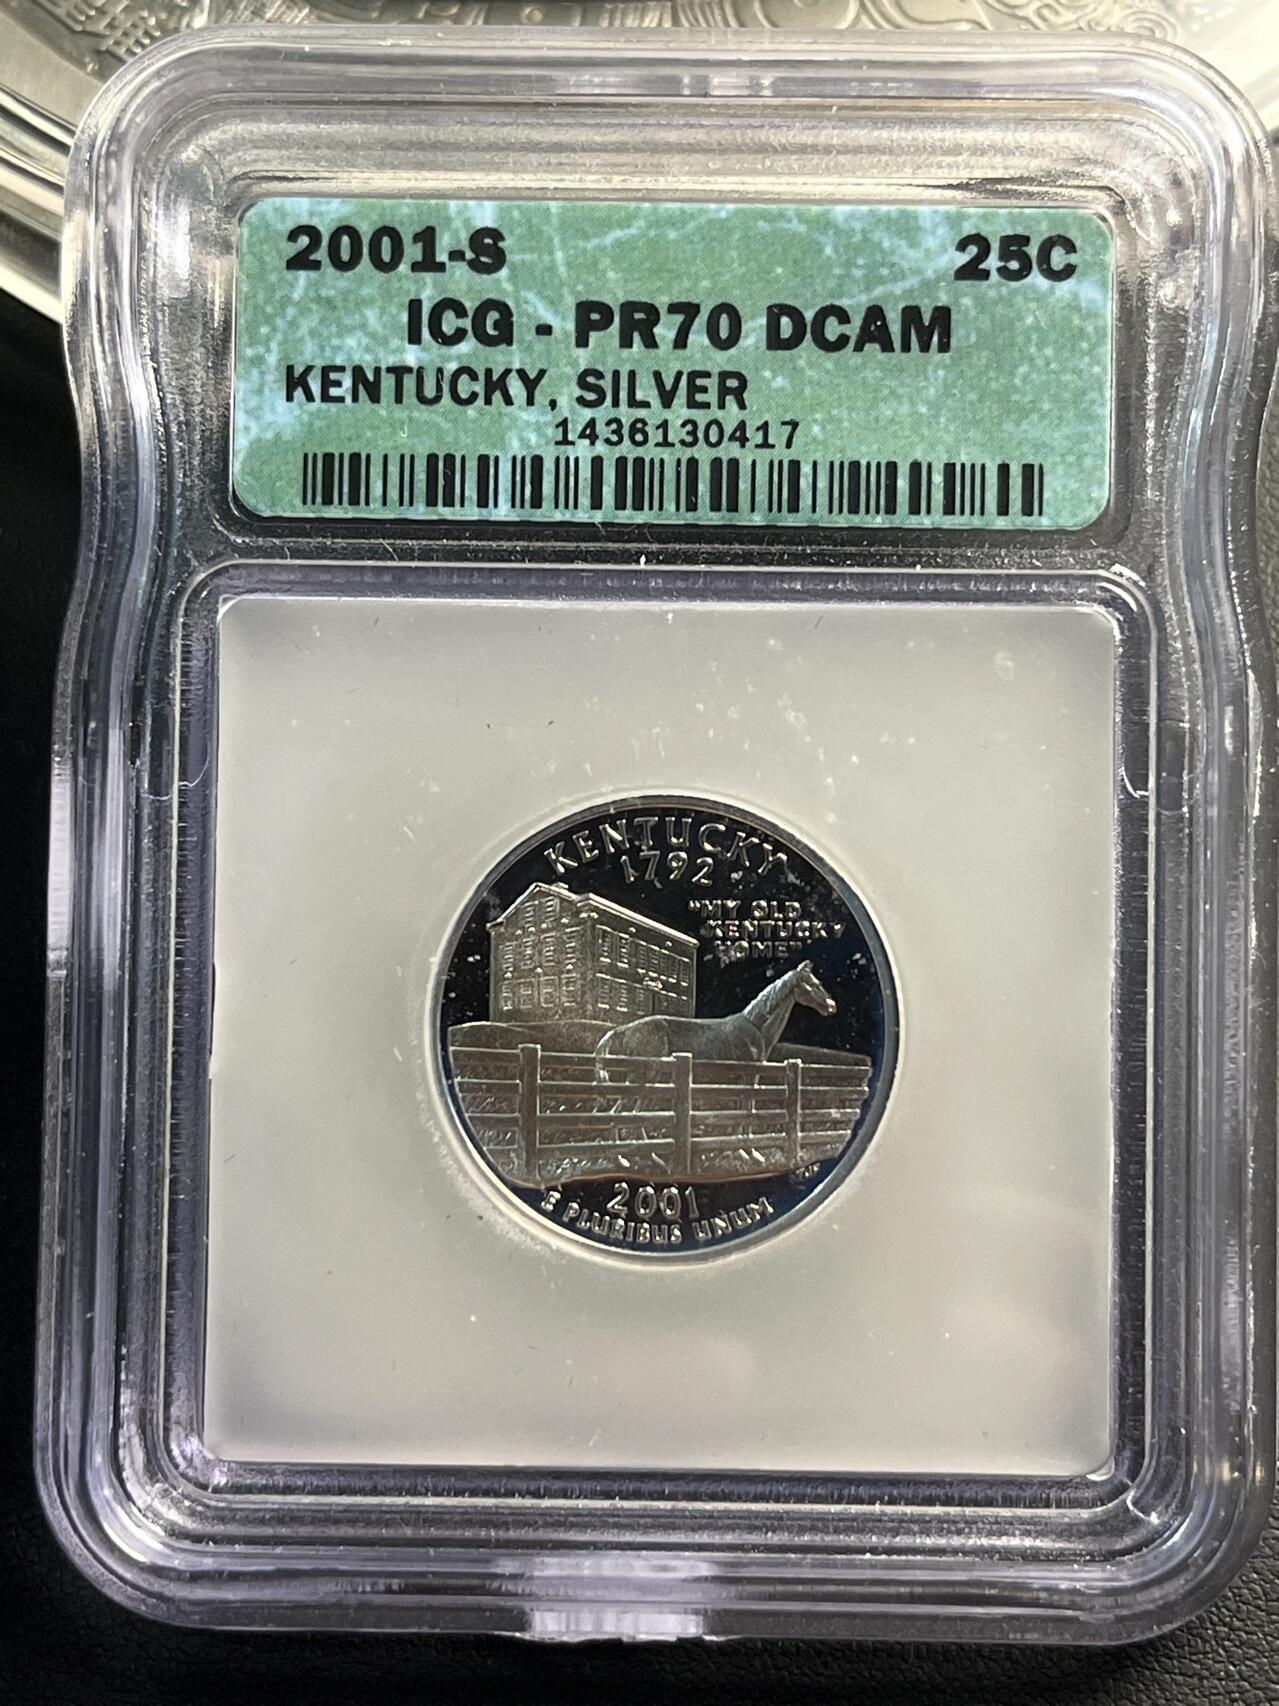 2001-S 25C
ICG - PR70 DCAM
KENTUCKY, SILVER
1436130417
KENTUCKY
1792
"MY OLD
KENTUCKY
HOME"
2001
E PLURIBUS UNUM